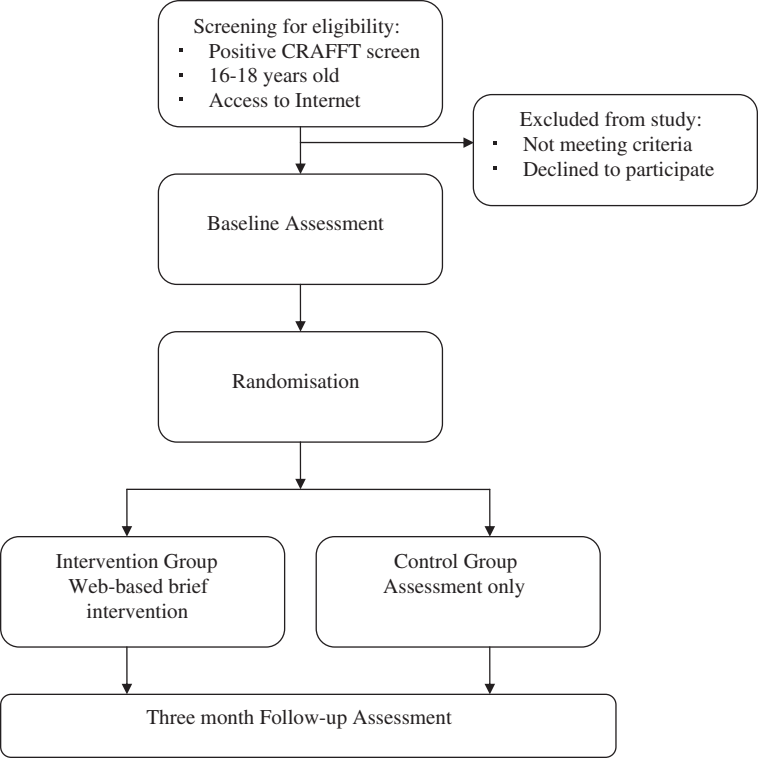 Screening for eligibility:
▪ Positive CRAFFT screen
▪ 16-18 years old
▪ Access to Internet
Excluded from study:
▪ Not meeting criteria
▪ Declined to participate
Baseline Assessment
Randomisation
Intervention Group
Web-based brief
intervention
Control Group
Assessment only
Three month Follow-up Assessment